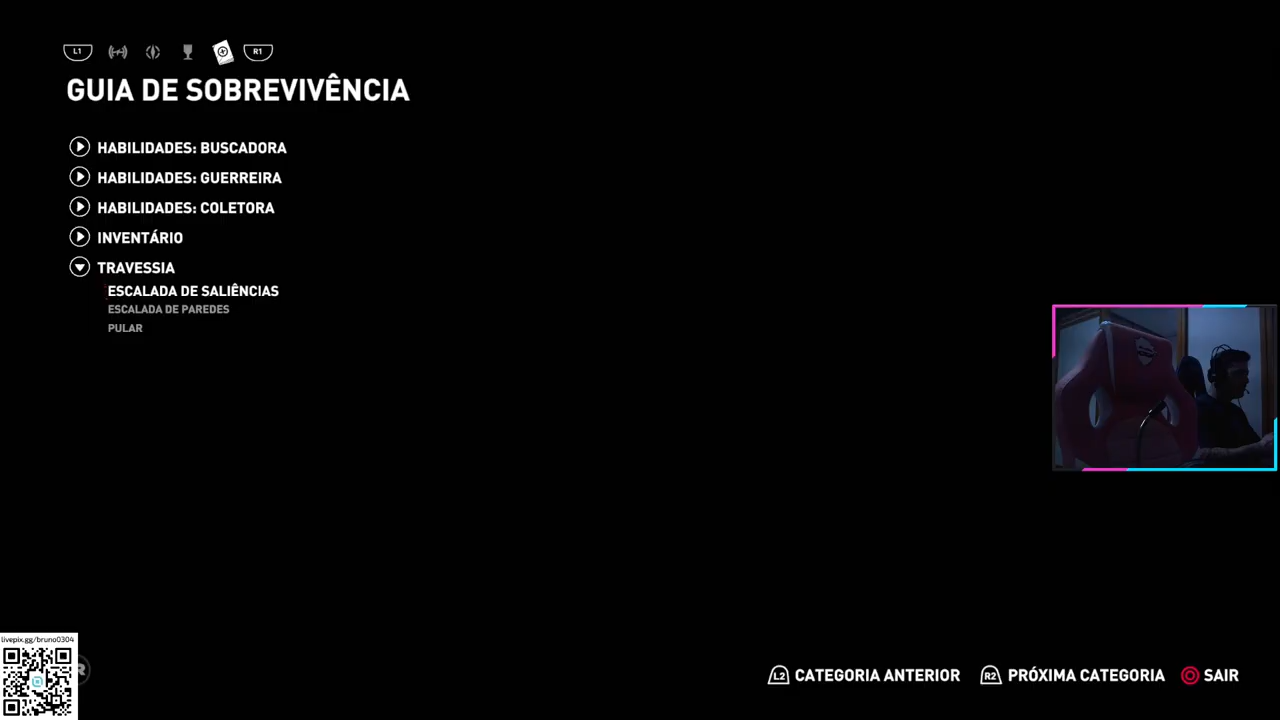 L1
R1
GUIA DE SOBREVIVÊNCIA
HABILIDADES: BUSCADORA
HABILIDADES: GUERREIRA
HABILIDADES: COLETORA
INVENTÁRIO
TRAVESSIA
ESCALADA DE SALIÊNCIAS
ESCALADA DE PAREDES
PULAR
livepix.gg/bruno0304
R
L2 CATEGORIA ANTERIOR
R2 PRÓXIMA CATEGORIA
SAIR